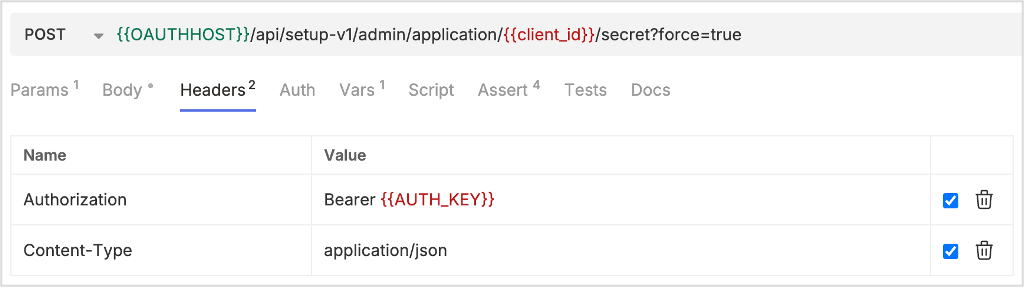 POST {{OAUTHHOST}}/api/setup-v1/admin/application/{{client_id}}/secret?force=true
Params 1 Body • Headers 2 Auth Vars 1 Script Assert 4 Tests Docs
Name Value
Authorization Bearer {{AUTH_KEY}}
Content-Type application/json